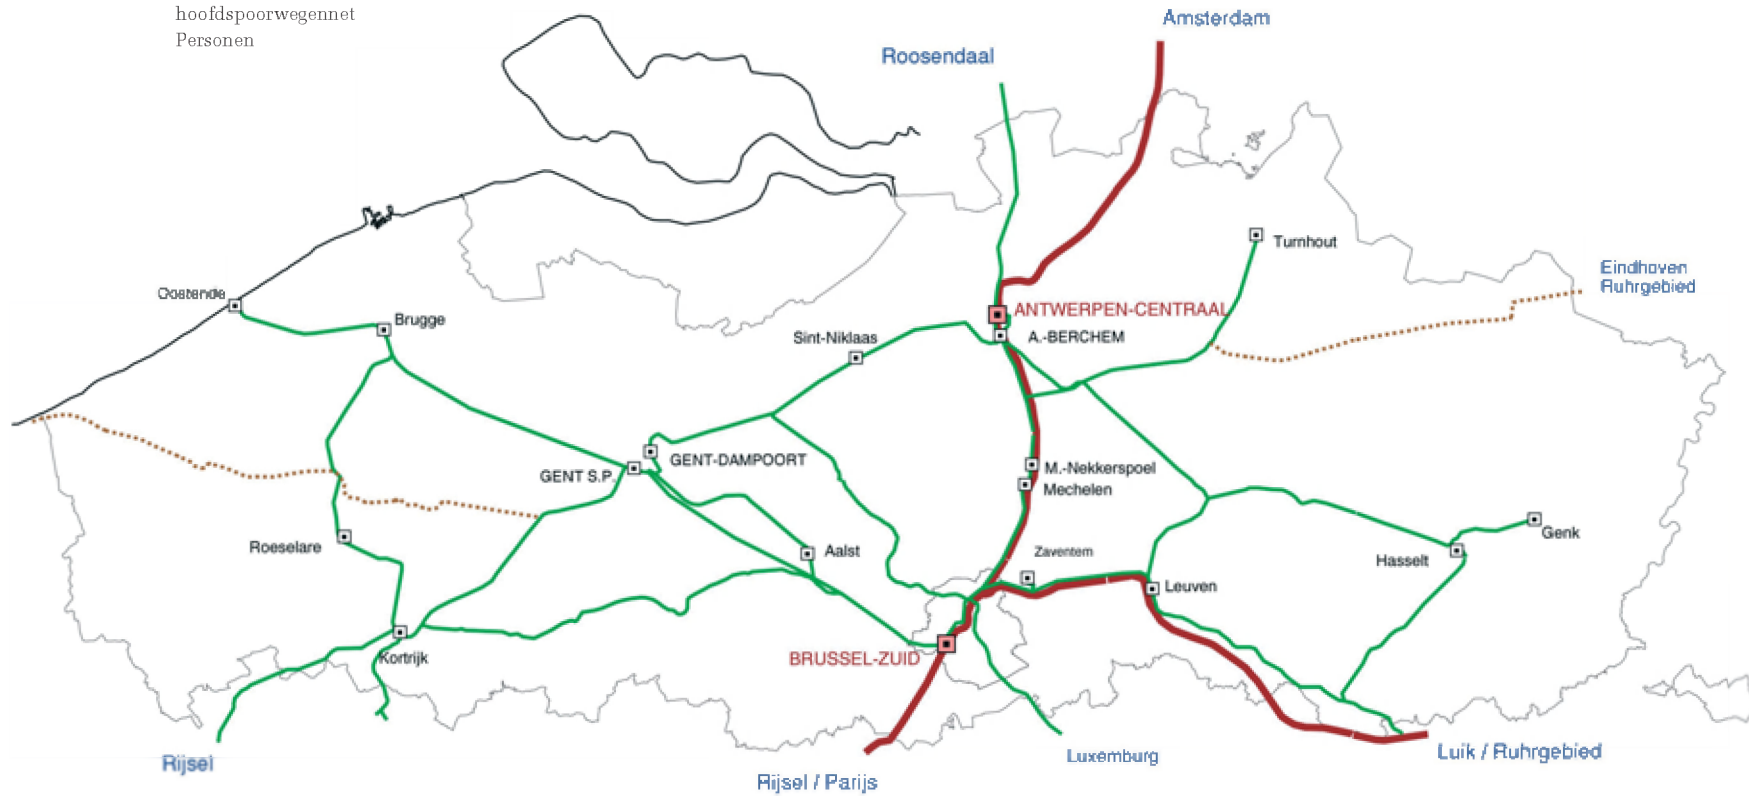 hoofdspoorwegennet
Personen
Amsterdam
Roosendaal
Turnhout
Eindhoven
Ruhrgebied
Oostende
Brugge
ANTWERPEN-CENTRAAL
Sint-Niklaas
A.-BERCHEM
GENT-DAMPOORT
GENT S.P.
M.-Nekkerspoel
Mechelen
Roeselare
Aalst
Zaventem
Genk
Hasselt
Leuven
Kortrijk
BRUSSEL-ZUID
Rijsel
Rijsel / Parijs
Luxemburg
Luik / Ruhrgebied